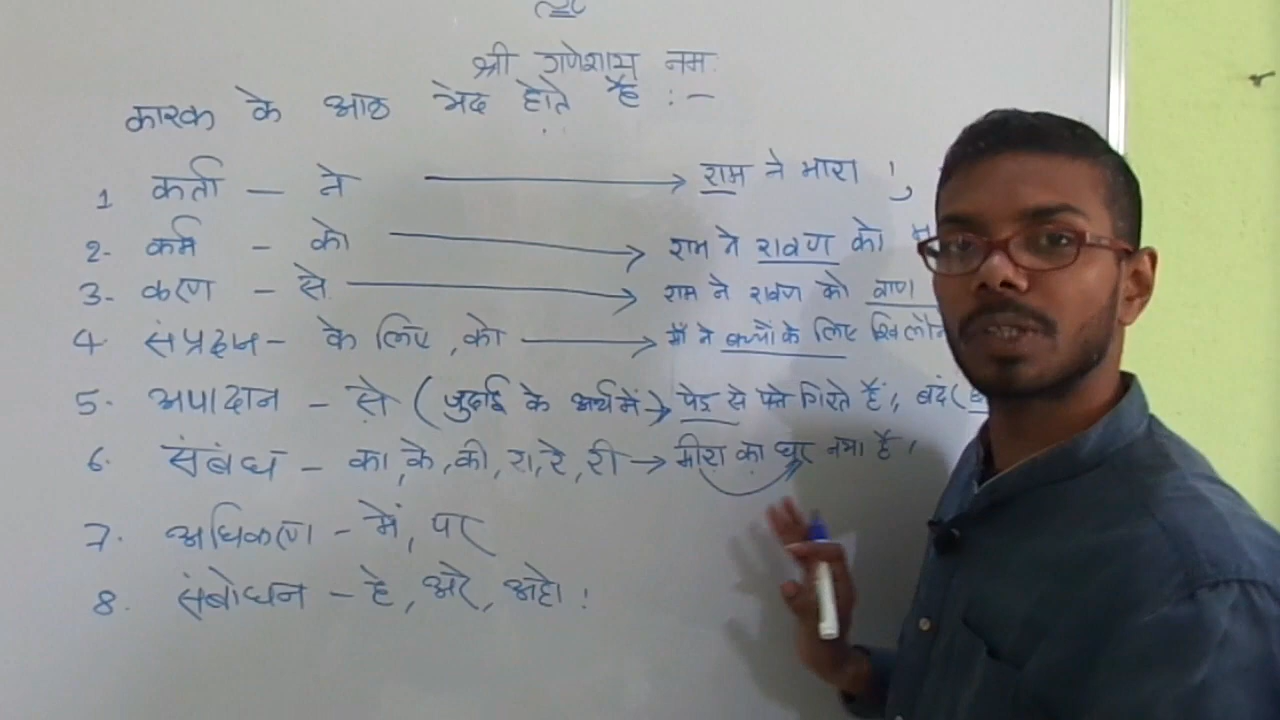 श्री गणेशाय नमः
कारक के आठ भेद होते हैं :-
1 कर्ता - ने → राम ने मारा ।
2- कर्म - को → राम ने रावण को
3- करण - से → राम ने रावण को बाण
4. संप्रदान - के लिए, को → माँ ने बच्चों के लिए खिलौने
5. अपादान - से (जुदाई के अर्थ में → पेड़ से पत्ते गिरते हैं,
6. संबंध - का, के, की, रा, रे, री → मीरा का घर नया है ।
7. अधिकरण - में, पर
8. संबोधन - हे, अरे, अहो !